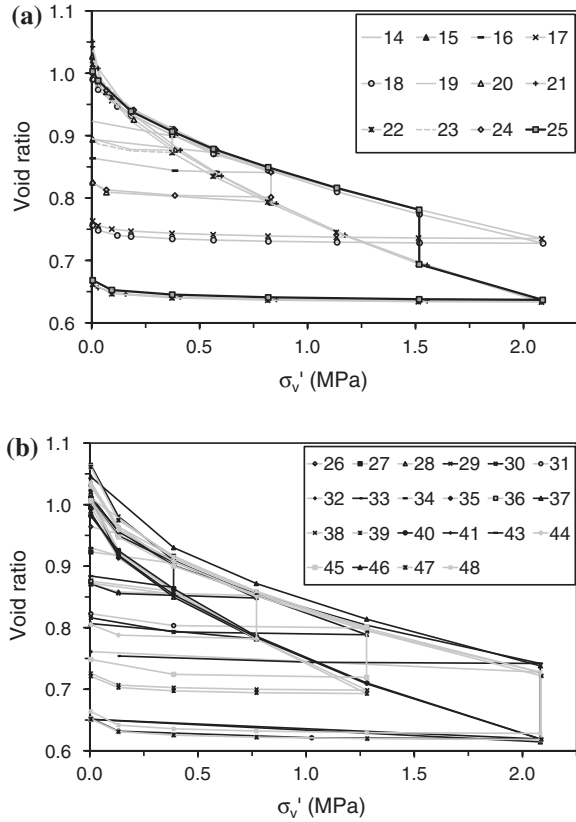 (a)
1.1
1.0
0.9
0.8
0.7
0.6
Void ratio
14 15 16 17
18 19 20 21
22 23 24 25
0.0 0.5 1.0 1.5 2.0
σv' (MPa)
(b)
1.1
1.0
0.9
0.8
0.7
0.6
Void ratio
26 27 28 29 30 31
32 33 34 35 36 37
38 39 40 41 43 44
45 46 47 48
0.0 0.5 1.0 1.5 2.0
σv' (MPa)